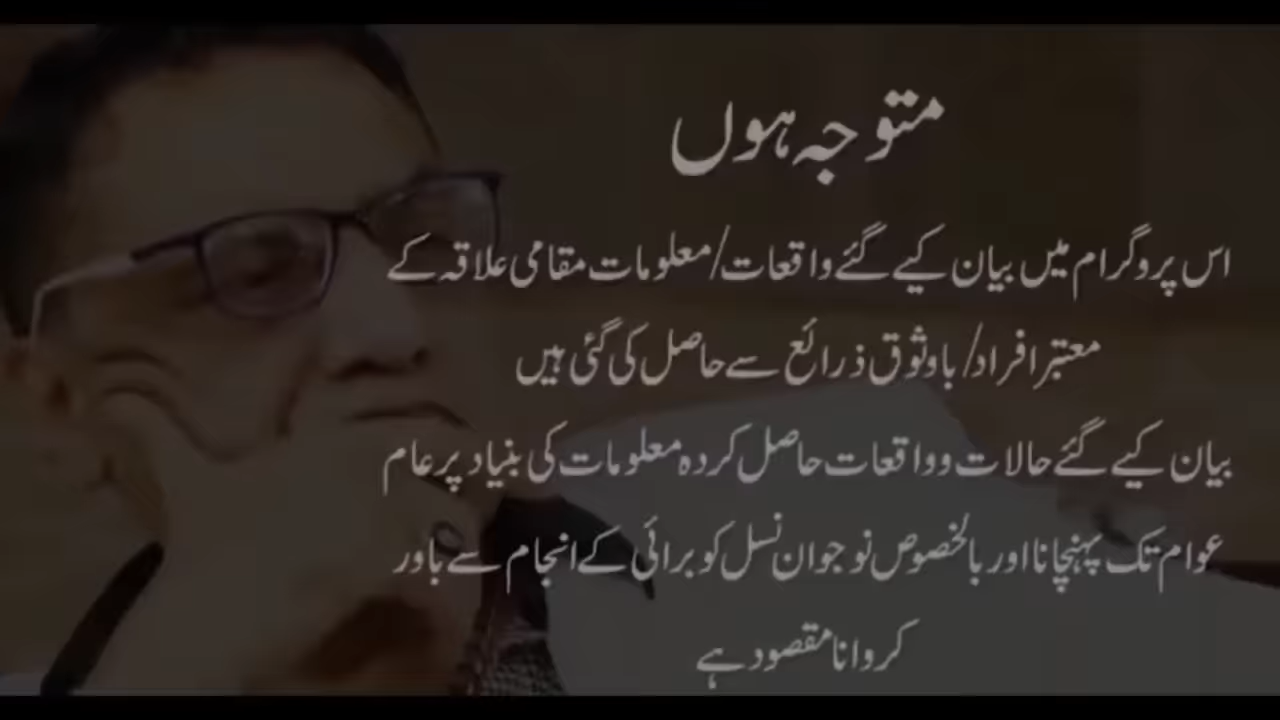 متوجہ ہوں
اس پروگرام میں بیان کیے گئے واقعات/معلومات مقامی علاقہ کے
معتبر افراد/ باوثوق ذرائع سے حاصل کی گئی ہیں
بیان کیے گئے حالات وواقعات حاصل کردہ معلومات کی بنیاد پر عام
عوام تک پہنچانا اور بالخصوص نوجوان نسل کو برائی کے انجام سے باور
کروانا مقصود ہے